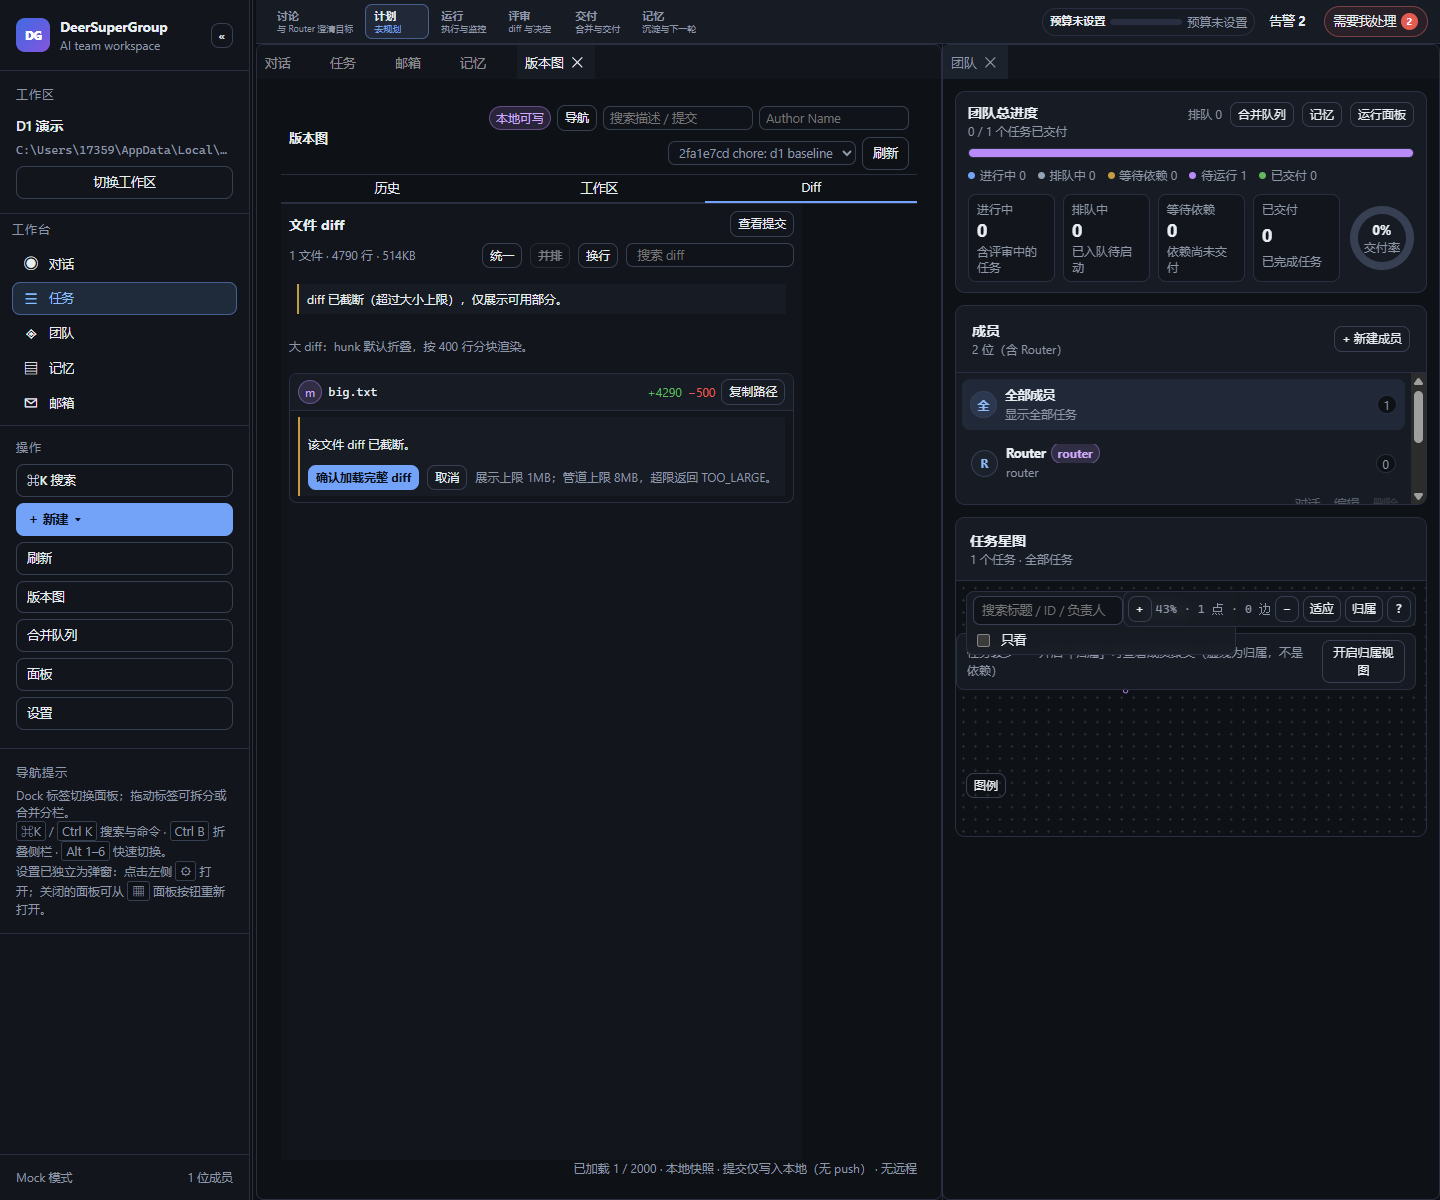 DG
DeerSuperGroup
AI team workspace
«
工作区
D1 演示
C:\Users\17359\AppData\Local\…
切换工作区
工作台
对话
任务
团队
记忆
邮箱
操作
⌘K 搜索
+ 新建
刷新
版本图
合并队列
面板
设置
导航提示
Dock 标签切换面板；拖动标签可拆分或
合并分栏。
⌘K / Ctrl K 搜索与命令 · Ctrl B 折
叠侧栏 · Alt 1–6 快速切换。
设置已独立为弹窗：点击左侧 ⚙ 打
开；关闭的面板可从 ▦ 面板按钮重新
打开。
Mock 模式
1 位成员
讨论
与 Router 澄清目标
计划
去规划
运行
执行与监控
评审
diff 与决定
交付
合并与交付
记忆
沉淀与下一轮
预算未设置
预算未设置
告警 2
需要我处理 2
对话
任务
邮箱
记忆
版本图
版本图
本地可写
导航
搜索描述 / 提交
Author Name
2fa1e7cd chore: d1 baseline
刷新
历史
工作区
Diff
文件 diff
查看提交
1 文件 · 4790 行 · 514KB
统一
并排
换行
搜索 diff
diff 已截断（超过大小上限），仅展示可用部分。
大 diff：hunk 默认折叠，按 400 行分块渲染。
m
big.txt
+4290 −500
复制路径
该文件 diff 已截断。
确认加载完整 diff
取消
展示上限 1MB；管道上限 8MB，超限返回 TOO_LARGE。
已加载 1 / 2000 · 本地快照 · 提交仅写入本地（无 push） · 无远程
团队
团队总进度
0 / 1 个任务已交付
排队 0
合并队列
记忆
运行面板
进行中 0
排队中 0
等待依赖 0
待运行 1
已交付 0
进行中
0
含评审中的
任务
排队中
0
已入队待启
动
等待依赖
0
依赖尚未交
付
已交付
0
已完成任务
0%
交付率
成员
2 位（含 Router）
+ 新建成员
全
全部成员
显示全部任务
1
R
Router router
router
0
对话 编辑 删除
任务星图
1 个任务 · 全部任务
搜索标题 / ID / 负责人
+
43% · 1 点 · 0 边
−
适应
归属
?
只看
依赖）
开启归属视
图
图例